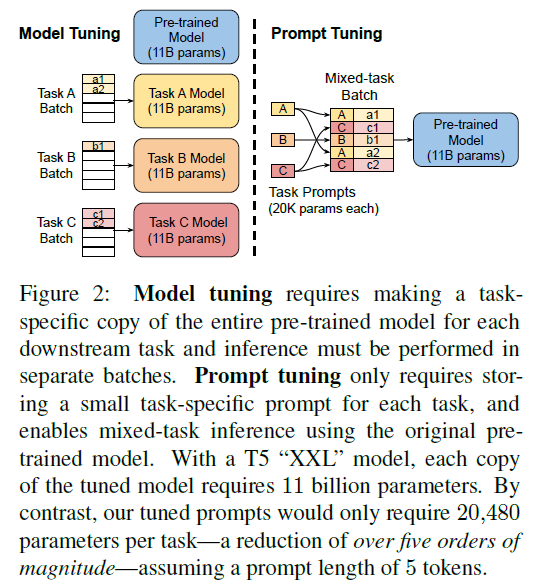 Model Tuning
Pre-trained
Model
(11B params)
Task A
Batch
a1
a2
Task A Model
(11B params)
Task B
Batch
b1
Task B Model
(11B params)
Task C
Batch
c1
c2
Task C Model
(11B params)
Prompt Tuning
Mixed-task
Batch
A
B
C
A a1
C c1
B b1
A a2
C c2
Pre-trained
Model
(11B params)
Task Prompts
(20K params each)
Figure 2: Model tuning requires making a task-
specific copy of the entire pre-trained model for each
downstream task and inference must be performed in
separate batches. Prompt tuning only requires stor-
ing a small task-specific prompt for each task, and
enables mixed-task inference using the original pre-
trained model. With a T5 “XXL” model, each copy
of the tuned model requires 11 billion parameters. By
contrast, our tuned prompts would only require 20,480
parameters per task—a reduction of over five orders of
magnitude—assuming a prompt length of 5 tokens.